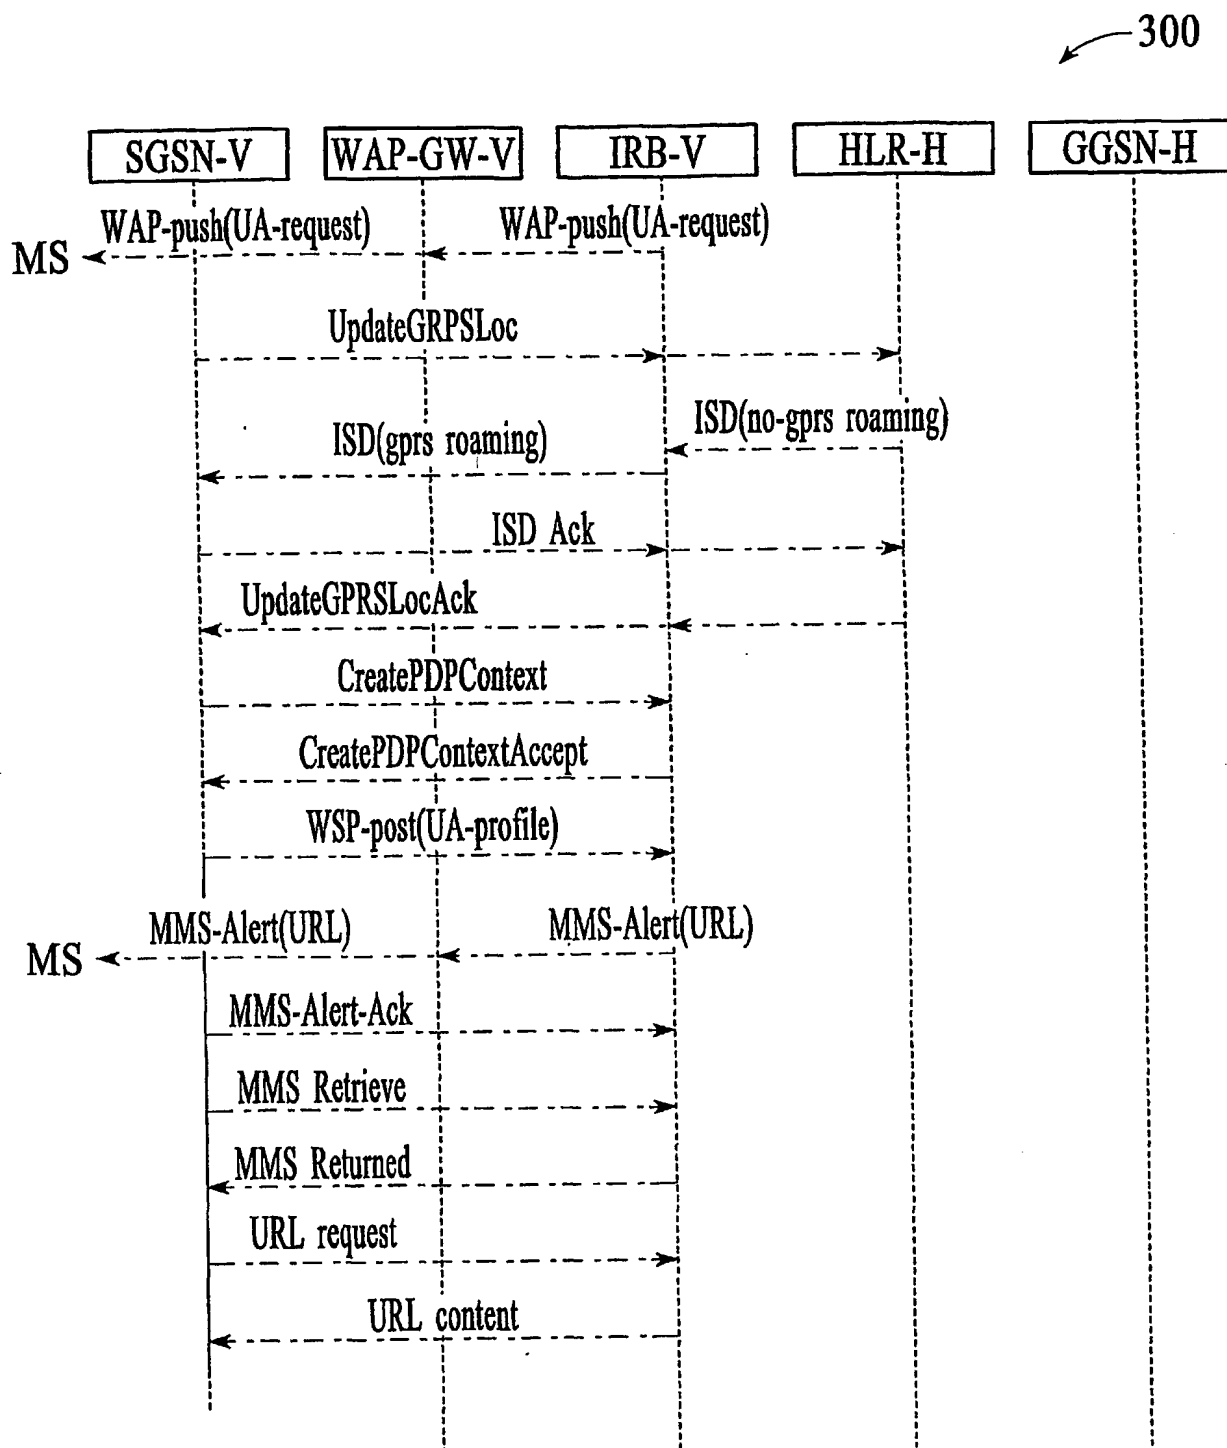 300
SGSN-V WAP-GW-V IRB-V HLR-H GGSN-H
WAP-push(UA-request) WAP-push(UA-request)
MS
UpdateGRPSLoc
ISD(no-gprs roaming)
ISD(gprs roaming)
ISD Ack
UpdateGPRSLocAck
CreatePDPContext
CreatePDPContextAccept
WSP-post(UA-profile)
MMS-Alert(URL) MMS-Alert(URL)
MS
MMS-Alert-Ack
MMS Retrieve
MMS Returned
URL request
URL content